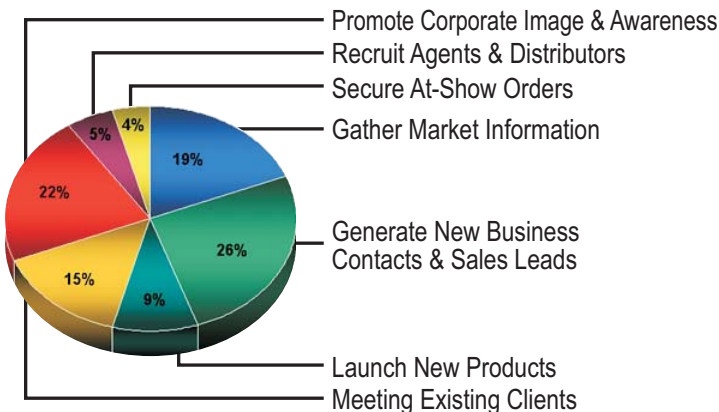 Promote Corporate Image & Awareness
Recruit Agents & Distributors
Secure At-Show Orders
Gather Market Information
5%
4%
19%
22%
26%
15%
9%
Generate New Business
Contacts & Sales Leads
Launch New Products
Meeting Existing Clients